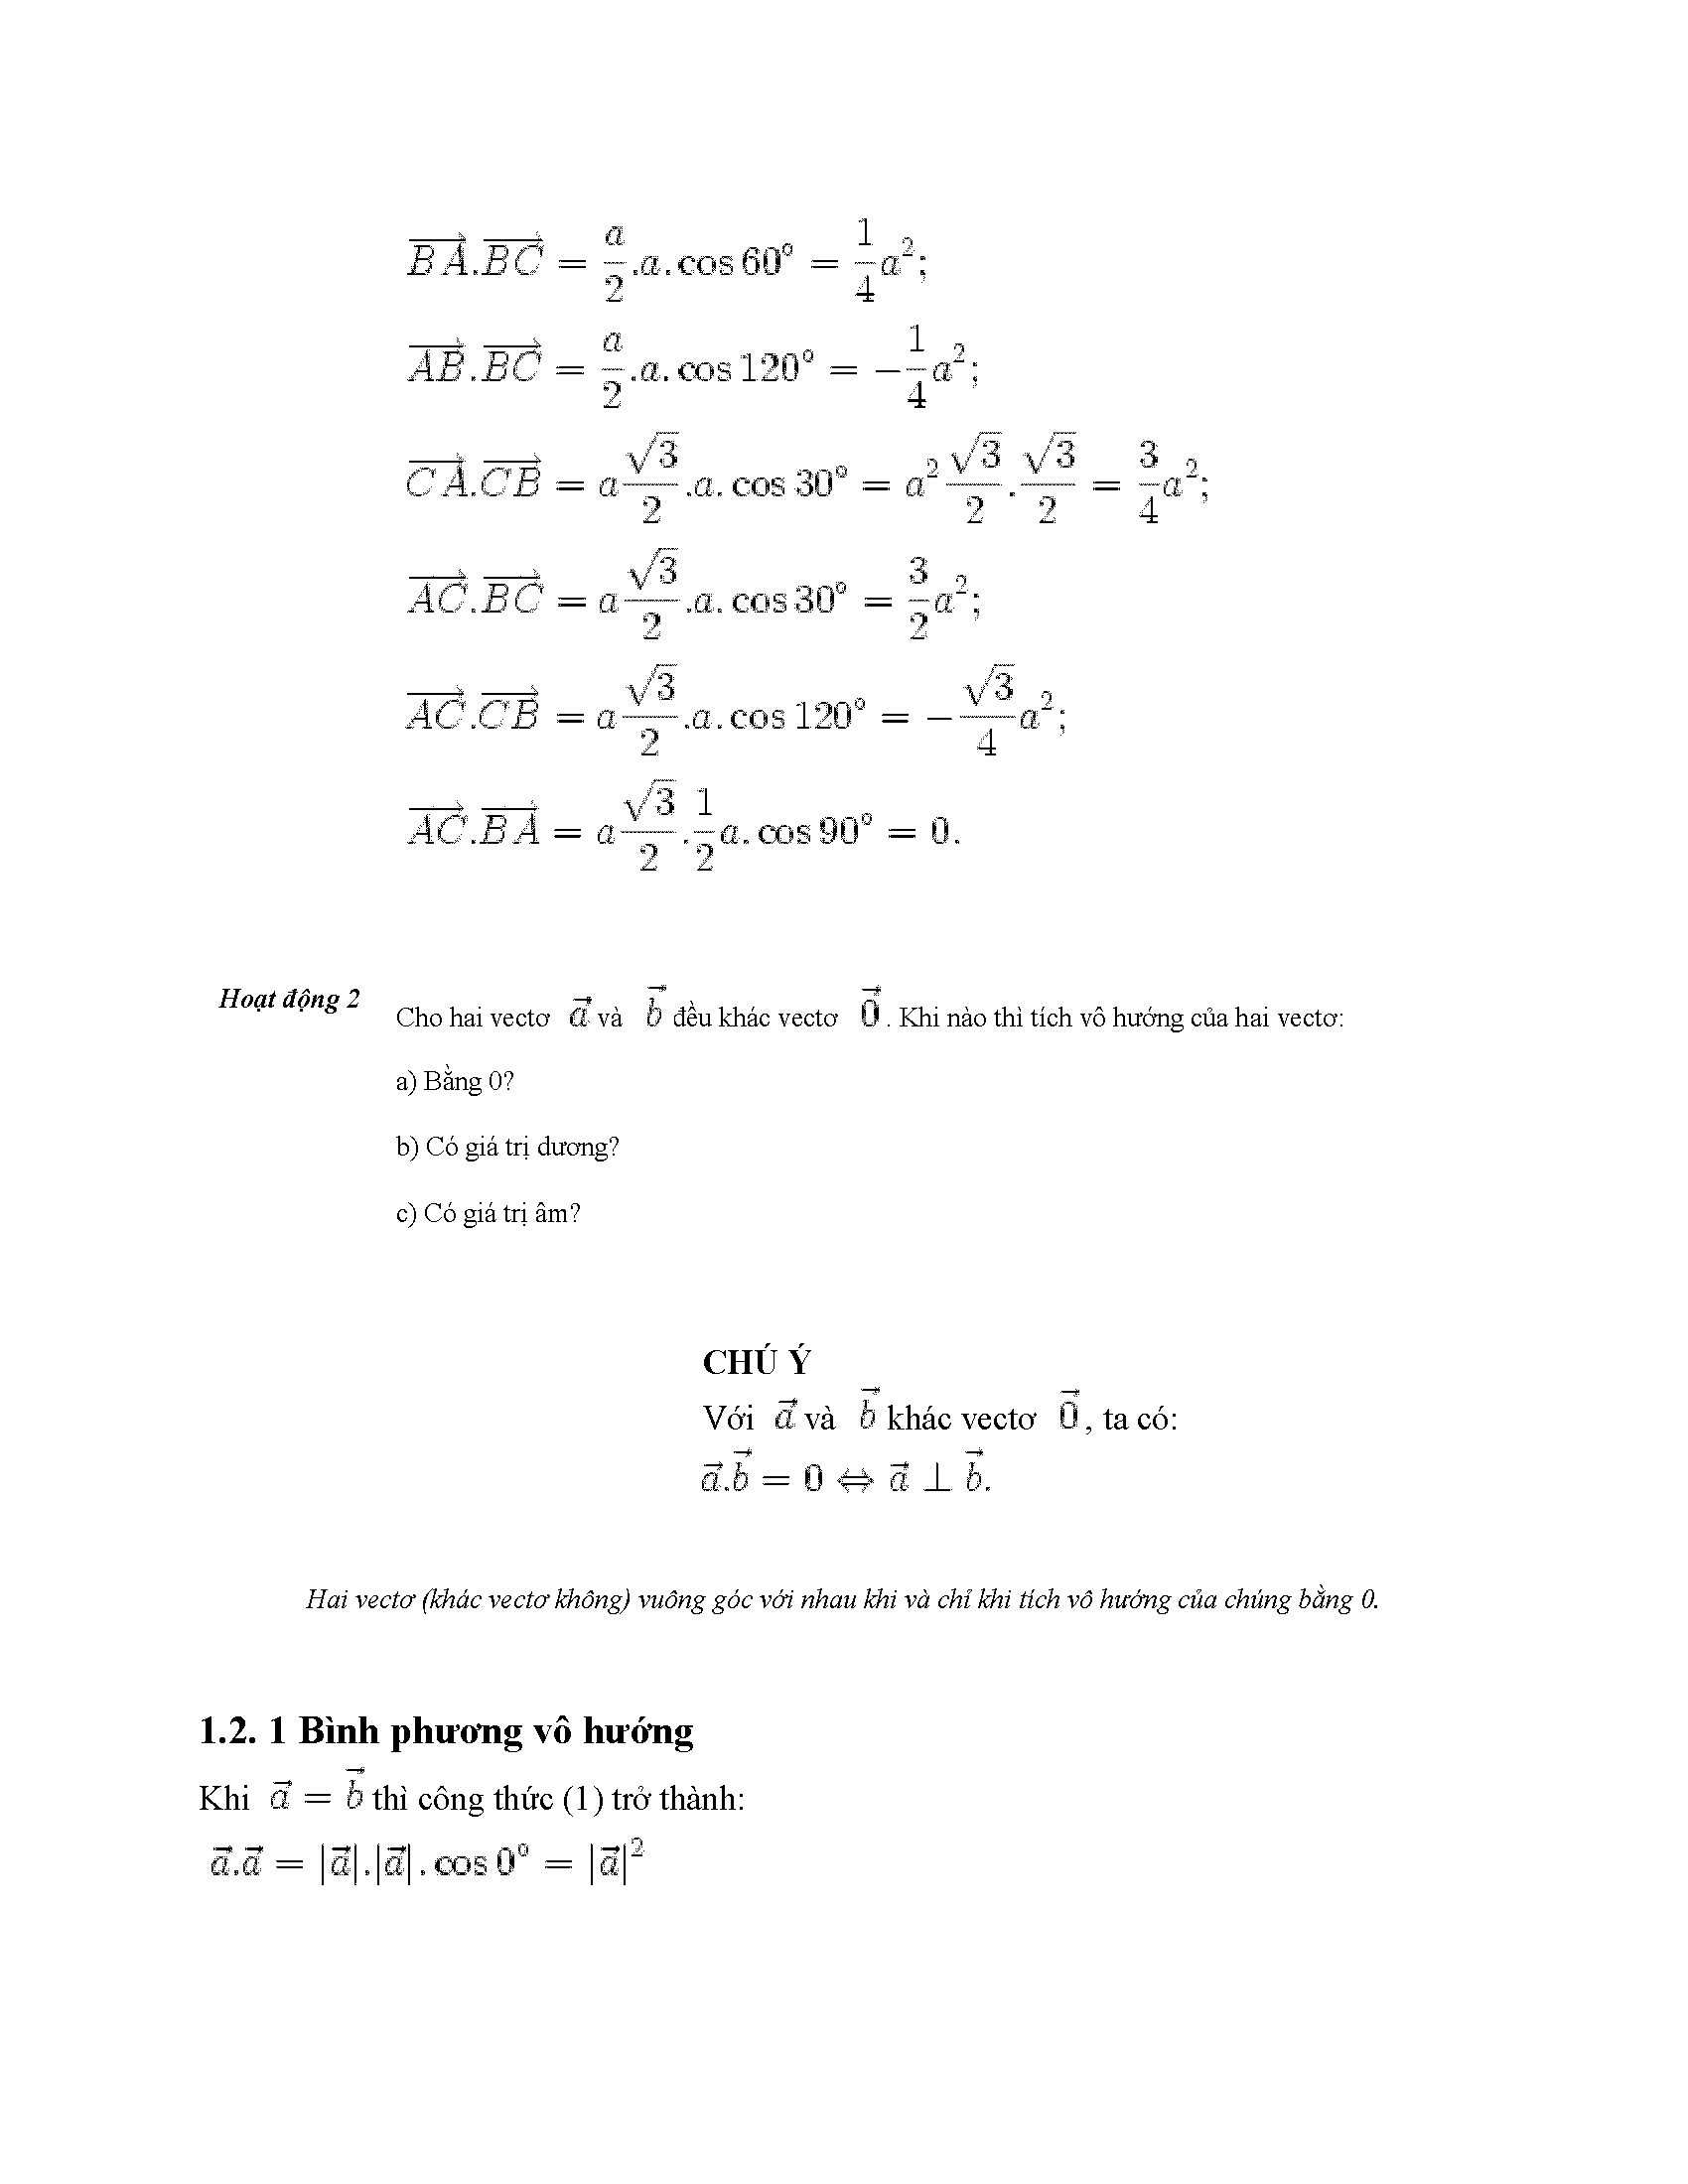 $\overrightarrow{BA}.\overrightarrow{BC} = \frac{a}{2}.a.\cos 60^{o} = \frac{1}{4}a^{2};$
$\overrightarrow{AB}.\overrightarrow{BC} = \frac{a}{2}.a.\cos 120^{o} = -\frac{1}{4}a^{2};$
$\overrightarrow{CA}.\overrightarrow{CB} = a\frac{\sqrt{3}}{2}.a.\cos 30^{o} = a^{2}\frac{\sqrt{3}}{2}.\frac{\sqrt{3}}{2} = \frac{3}{4}a^{2};$
$\overrightarrow{AC}.\overrightarrow{BC} = a\frac{\sqrt{3}}{2}.a.\cos 30^{o} = \frac{3}{2}a^{2};$
$\overrightarrow{AC}.\overrightarrow{CB} = a\frac{\sqrt{3}}{2}.a.\cos 120^{o} = -\frac{\sqrt{3}}{4}a^{2};$
$\overrightarrow{AC}.\overrightarrow{BA} = a\frac{\sqrt{3}}{2}.\frac{1}{2}a.\cos 90^{o} = 0.$
Hoạt động 2 Cho hai vectơ $\vec{a}$ và $\vec{b}$ đều khác vectơ $\vec{0}$. Khi nào thì tích vô hướng của hai vectơ:
a) Bằng 0?
b) Có giá trị dương?
c) Có giá trị âm?
CHÚ Ý
Với $\vec{a}$ và $\vec{b}$ khác vectơ $\vec{0}$, ta có:
$\vec{a}.\vec{b} = 0 \Leftrightarrow \vec{a} \perp \vec{b}.$
Hai vectơ (khác vectơ không) vuông góc với nhau khi và chỉ khi tích vô hướng của chúng bằng 0.
1.2. 1 Bình phương vô hướng
Khi $\vec{a} = \vec{b}$ thì công thức (1) trở thành:
$\vec{a}.\vec{a} = |\vec{a}|.|\vec{a}|.\cos 0^{o} = |\vec{a}|^{2}$